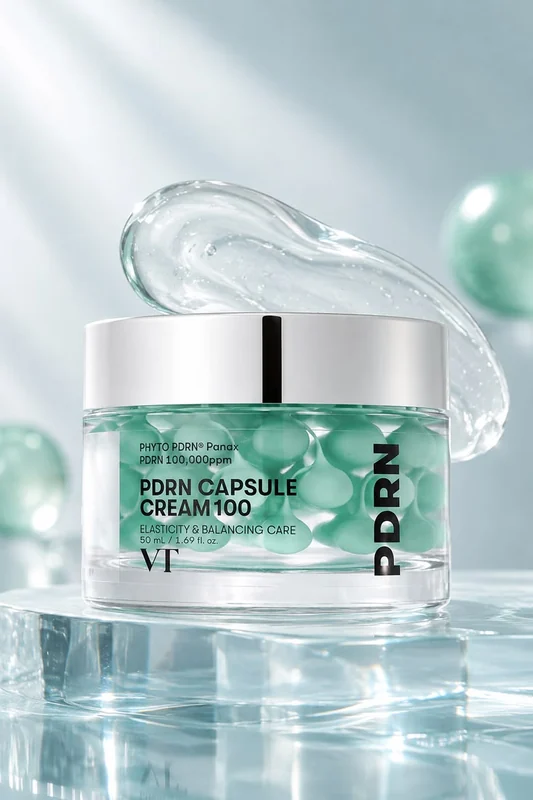 PHYTO PDRN® Panax
PDRN 100,000ppm
PDRN CAPSULE
CREAM 100
ELASTICITY & BALANCING CARE
50 mL / 1.69 fl. oz.
VT
PDRN